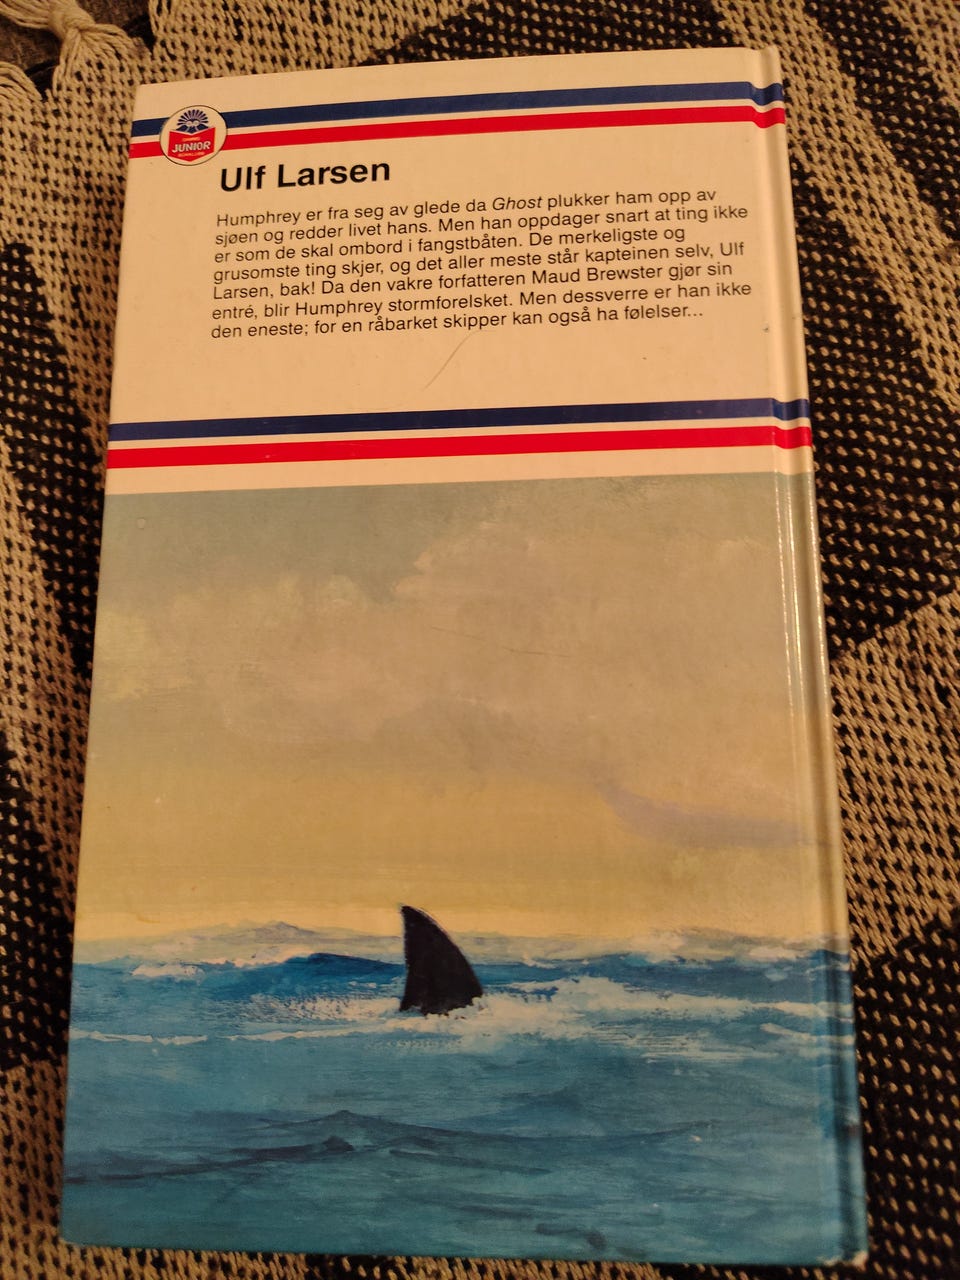 JUNIOR
Ulf Larsen
Humphrey er fra seg av glede da Ghost plukker ham opp av
sjøen og redder livet hans. Men han oppdager snart at ting ikke
er som de skal ombord i fangstbåten. De merkeligste og
grusomste ting skjer, og det aller meste står kapteinen selv, Ulf
Larsen, bak! Da den vakre forfatteren Maud Brewster gjør sin
entré, blir Humphrey stormforelsket. Men dessverre er han ikke
den eneste; for en råbarket skipper kan også ha følelser...